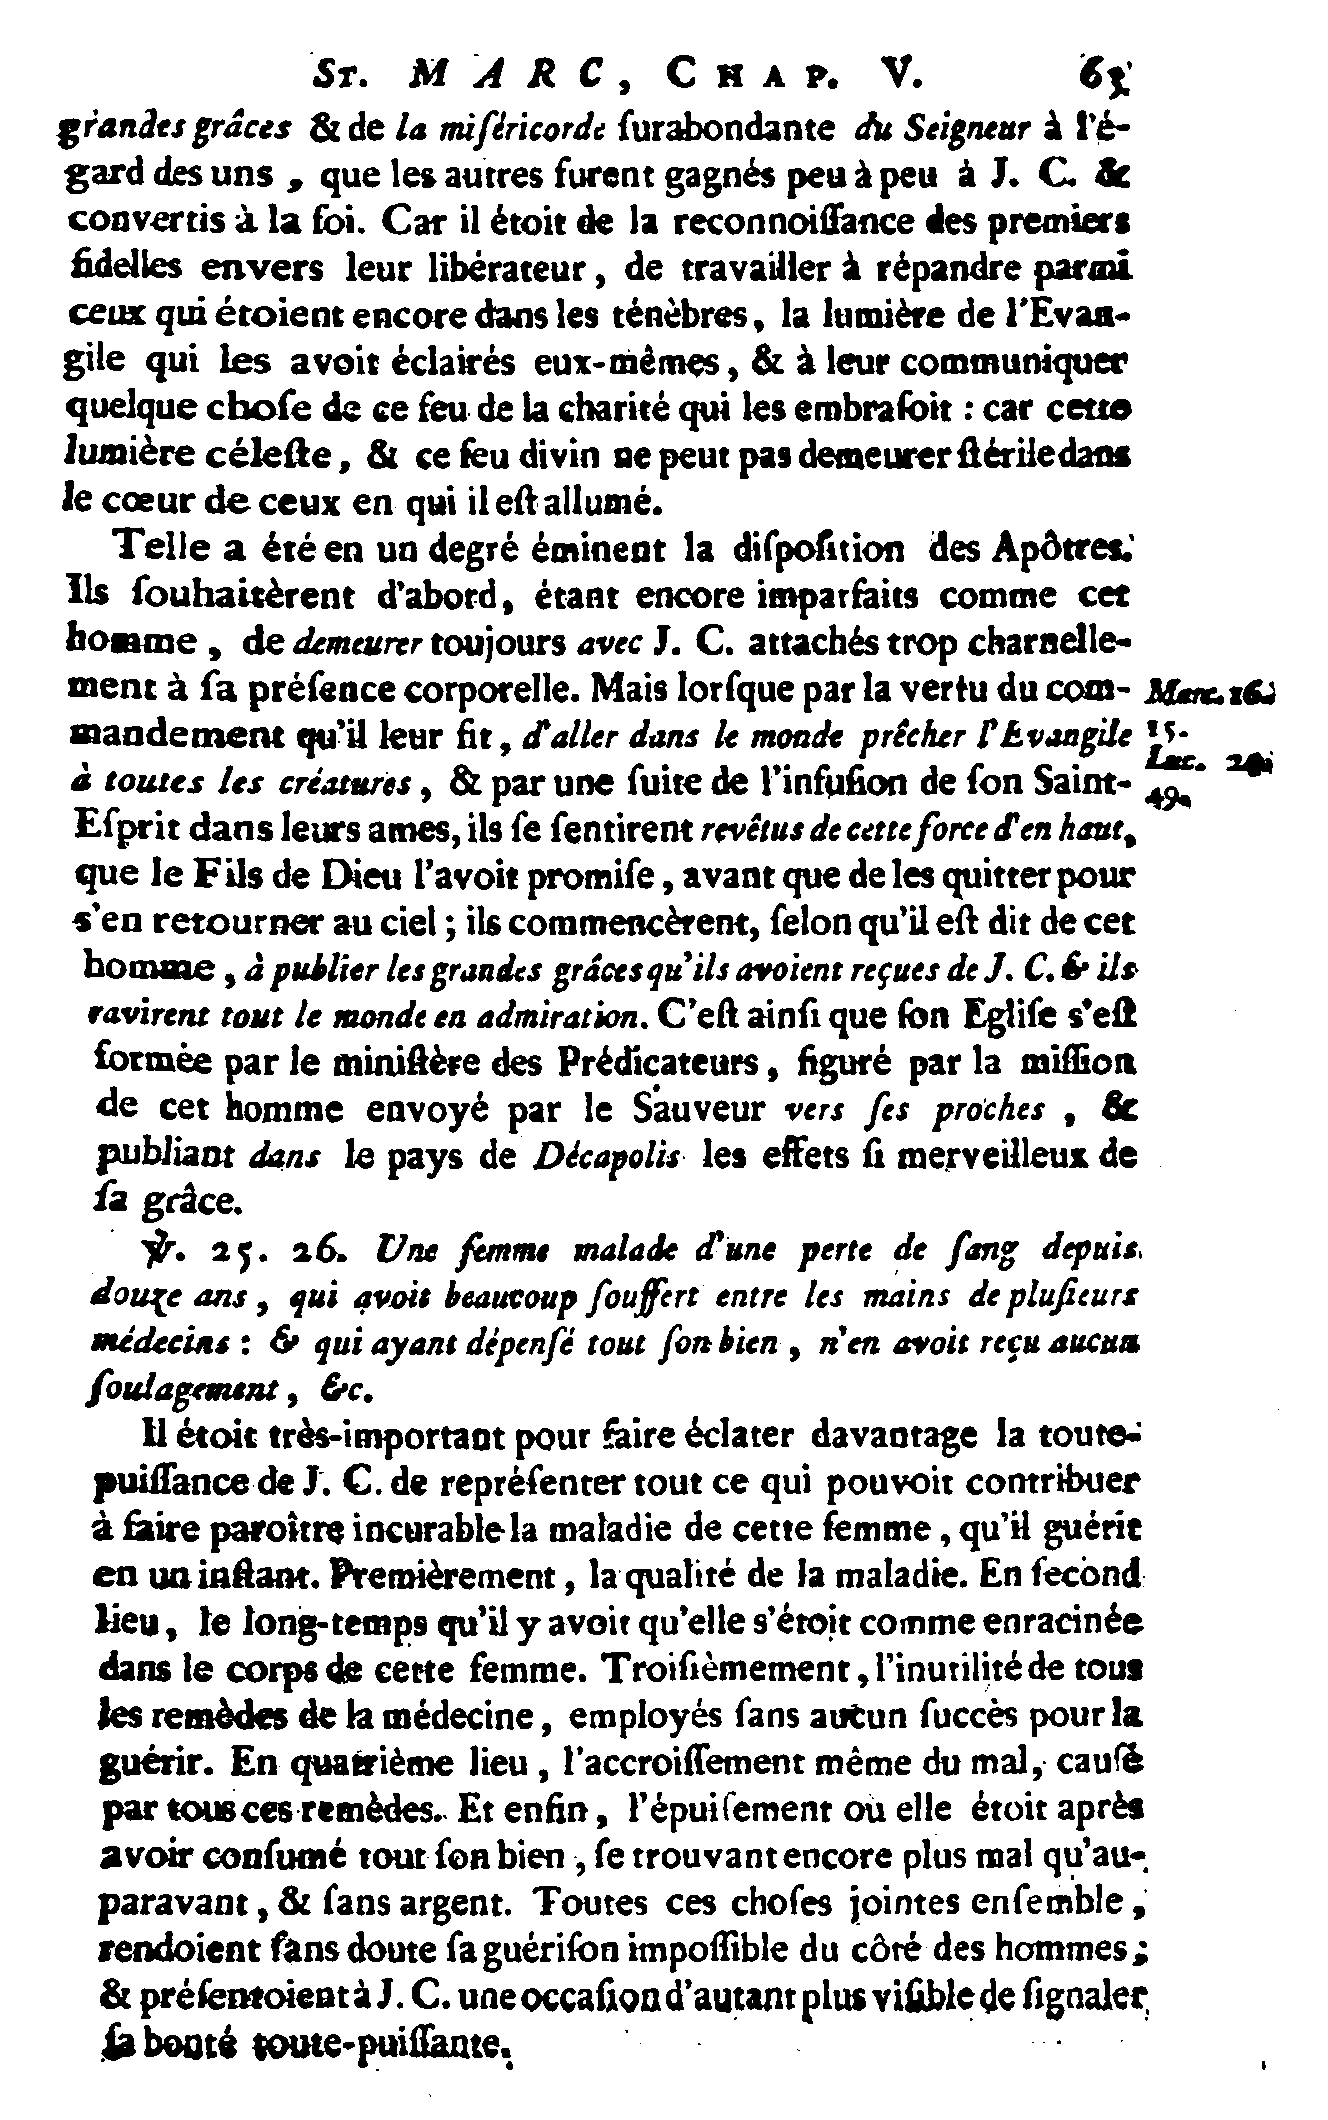 St. MARC, CHAP. V. 65
grandes grâces & de la miſéricorde ſurabondante du Seigneur à l'é-
gard des uns, que les autres furent gagnés peu à peu à J. C. &
convertis à la foi. Car il étoit de la reconnoiſſance des premiers
fidelles envers leur libérateur, de travailler à répandre parmi
ceux qui étoient encore dans les ténèbres, la lumière de l'Evan-
gile qui les avoit éclairés eux-mêmes, & à leur communiquer
quelque choſe de ce feu de la charité qui les embraſoit : car cette
lumière céleſte, & ce feu divin ne peut pas demeurer ſtérile dans
le cœur de ceux en qui il eſt allumé.
Telle a été en un degré éminent la diſpoſition des Apôtres.
Ils ſouhaitèrent d'abord, étant encore imparfaits comme cet
homme, de demeurer toujours avec J. C. attachés trop charnelle-
ment à ſa préſence corporelle. Mais lorſque par la vertu du com-
mandement qu'il leur fit, d'aller dans le monde prêcher l'Evangile
à toutes les créatures, & par une ſuite de l'infuſion de ſon Saint-
Eſprit dans leurs ames, ils ſe ſentirent revêtus de cette force d'en haut,
que le Fils de Dieu l'avoit promiſe, avant que de les quitter pour
s'en retourner au ciel ; ils commencèrent, ſelon qu'il eſt dit de cet
homme, à publier les grandes grâces qu'ils avoient reçues de J. C. & ils
ravirent tout le monde en admiration. C'eſt ainſi que ſon Egliſe s'eſt
formée par le miniſtère des Prédicateurs, figuré par la miſſion
de cet homme envoyé par le Sauveur vers ſes proches, &
publiant dans le pays de Décapolis les effets ſi merveilleux de
ſa grâce.
Marc. 16.
15.
Luc. 24.
49.
℣. 25. 26. Une femme malade d'une perte de ſang depuis
douze ans, qui avoit beaucoup ſouffert entre les mains de pluſieurs
médecins : & qui ayant dépenſé tout ſon bien, n'en avoit reçu aucun
ſoulagement, &c.
Il étoit très-important pour faire éclater davantage la toute-
puiſſance de J. C. de repréſenter tout ce qui pouvoit contribuer
à faire paroître incurable la maladie de cette femme, qu'il guérit
en un inſtant. Premièrement, la qualité de la maladie. En ſecond
lieu, le long-temps qu'il y avoit qu'elle s'étoit comme enracinée
dans le corps de cette femme. Troiſièmement, l'inutilité de tous
les remèdes de la médecine, employés ſans aucun ſuccès pour la
guérir. En quatrième lieu, l'accroiſſement même du mal, cauſé
par tous ces remèdes. Et enfin, l'épuiſement où elle étoit après
avoir conſumé tout ſon bien, ſe trouvant encore plus mal qu'au-
paravant, & ſans argent. Toutes ces choſes jointes enſemble,
rendoient ſans doute ſa guériſon impoſſible du côté des hommes ;
& préſentoient à J. C. une occaſion d'autant plus viſible de ſignaler
ſa bonté toute-puiſſante.